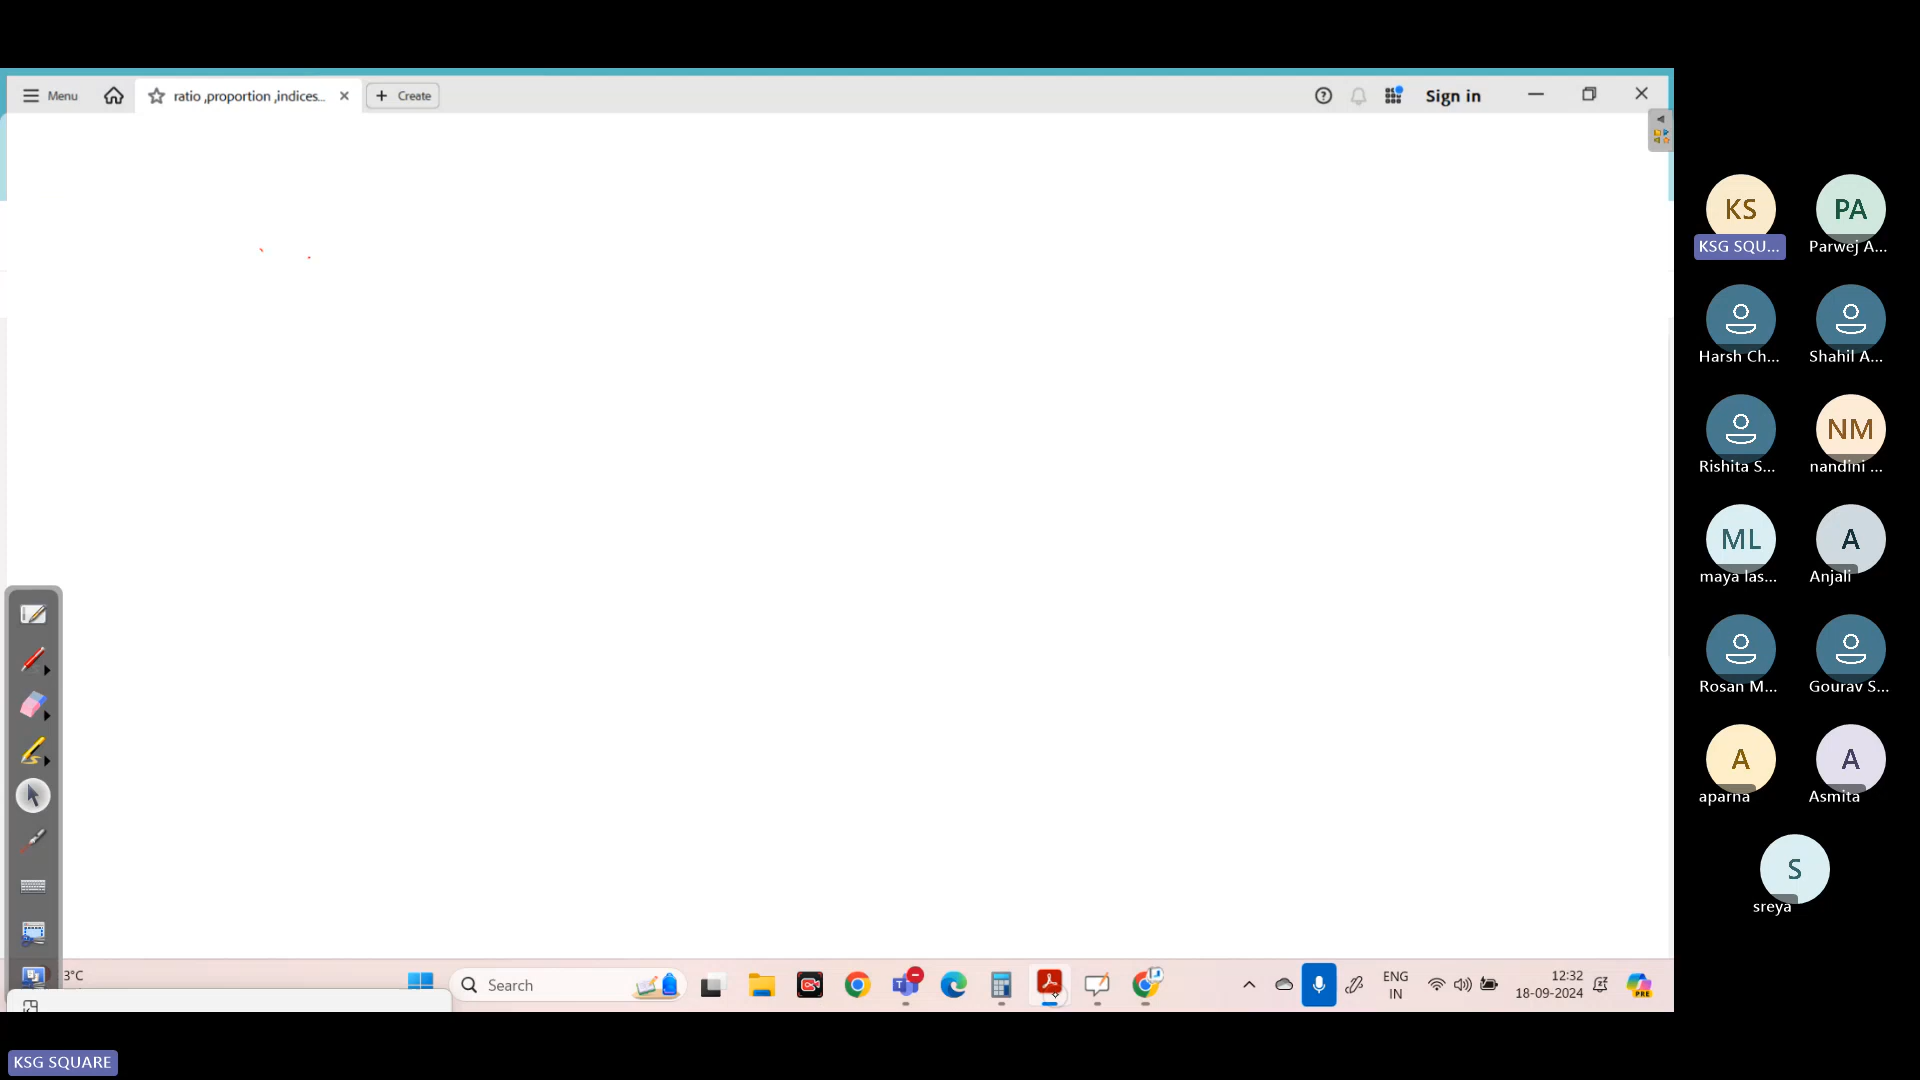 Menu
ratio ,proportion ,indices...
Create
Sign in
KS
KSG SQU...
PA
Parwej A...
Harsh Ch...
Shahil A...
Rishita S...
NM
nandini ...
ML
maya las...
A
Anjali
Rosan M...
Gourav S...
A
aparna
A
Asmita
S
sreya
3°C
Search
ENG
IN
12:32
18-09-2024
PRE
KSG SQUARE